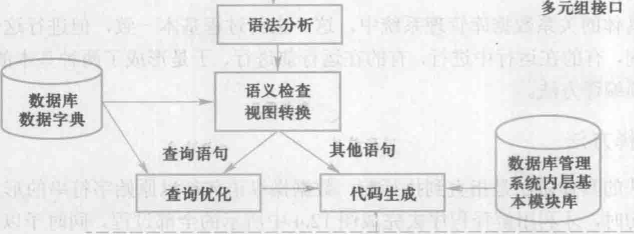 多元组接口
语法分析
语义检查
视图转换
数据库
数据字典
查询语句
其他语句
查询优化
代码生成
数据库管理
系统内层基
本模块库